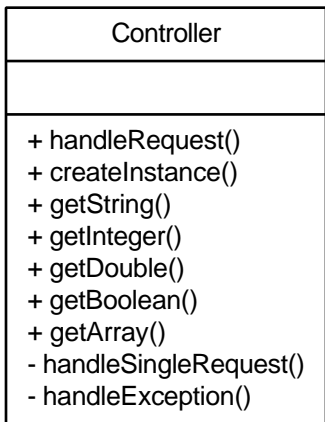 Controller
+ handleRequest()
+ createInstance()
+ getString()
+ getInteger()
+ getDouble()
+ getBoolean()
+ getArray()
- handleSingleRequest()
- handleException()